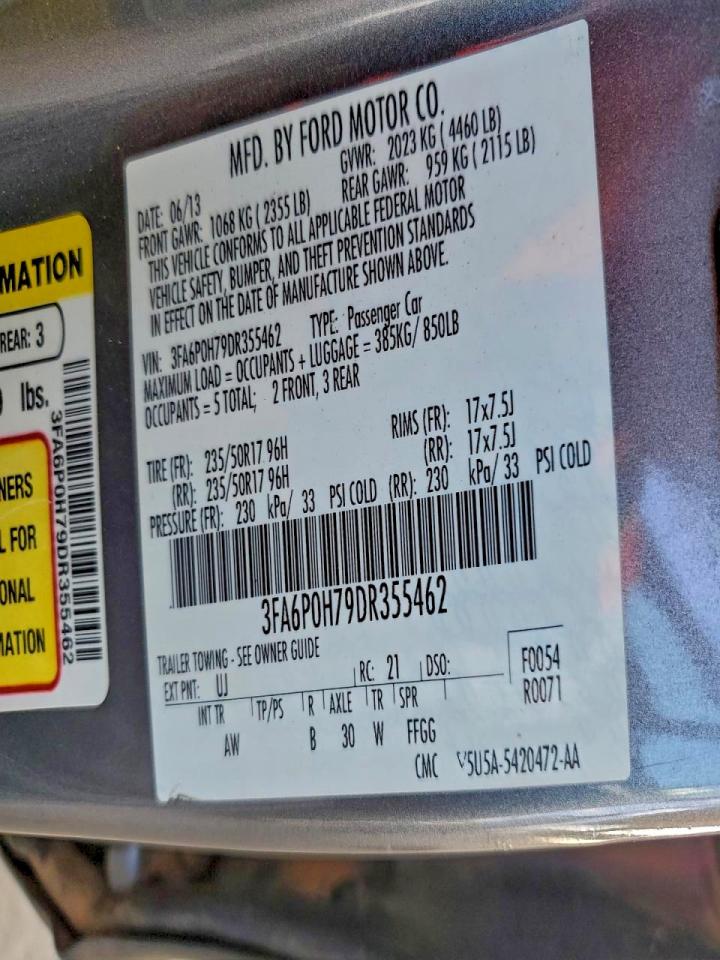 MFD. BY FORD MOTOR CO.
DATE: 06/13 GVWR: 2023 KG ( 4460 LB)
FRONT GAWR: 1068 KG ( 2355 LB) REAR GAWR: 959 KG ( 2115 LB)
THIS VEHICLE CONFORMS TO ALL APPLICABLE FEDERAL MOTOR
VEHICLE SAFETY, BUMPER, AND THEFT PREVENTION STANDARDS
IN EFFECT ON THE DATE OF MANUFACTURE SHOWN ABOVE.
VIN: 3FA6P0H79DR355462 TYPE: Passenger Car
MAXIMUM LOAD = OCCUPANTS + LUGGAGE = 385KG/ 850LB
OCCUPANTS = 5 TOTAL; 2 FRONT, 3 REAR
TIRE (FR): 235/50R17 96H RIMS (FR): 17x7.5J
(RR): 235/50R17 96H (RR): 17x7.5J
PRESSURE (FR): 230 kPa/ 33 PSI COLD (RR): 230 kPa/ 33 PSI COLD
3FA6P0H79DR355462
TRAILER TOWING - SEE OWNER GUIDE
EXT PNT: UJ RC: 21 DSO: F0054
INT TR TP/PS R AXLE TR SPR R0071
AW B 30 W FFGG
CMC V5U5A-5420472-AA
MATION
REAR: 3
lbs.
3FA6P0H79DR355462
NERS
L FOR
ONAL
MATION